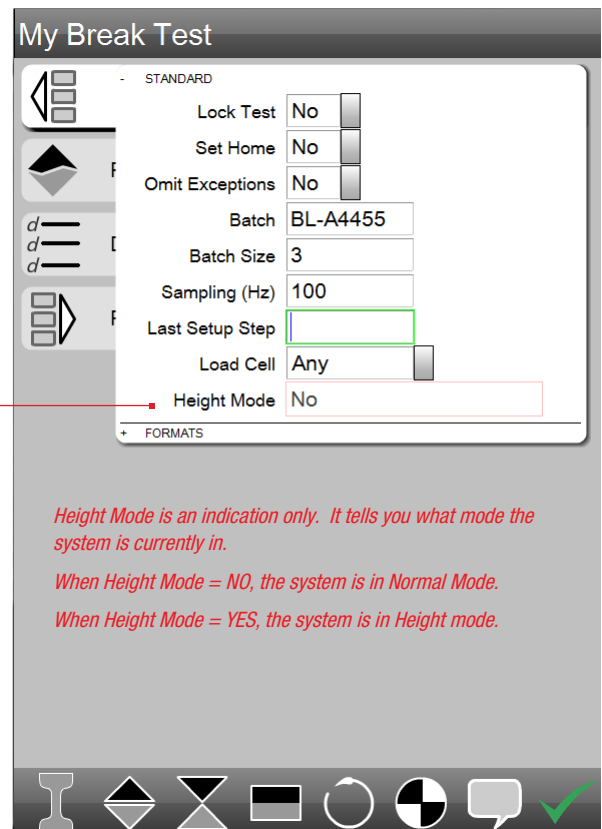 My Break Test
- STANDARD
Lock Test No
Set Home No
Omit Exceptions No
Batch BL-A4455
Batch Size 3
Sampling (Hz) 100
Last Setup Step
Load Cell Any
Height Mode No
+ FORMATS
d
d
d
Height Mode is an indication only. It tells you what mode the
system is currently in.
When Height Mode = NO, the system is in Normal Mode.
When Height Mode = YES, the system is in Height mode.